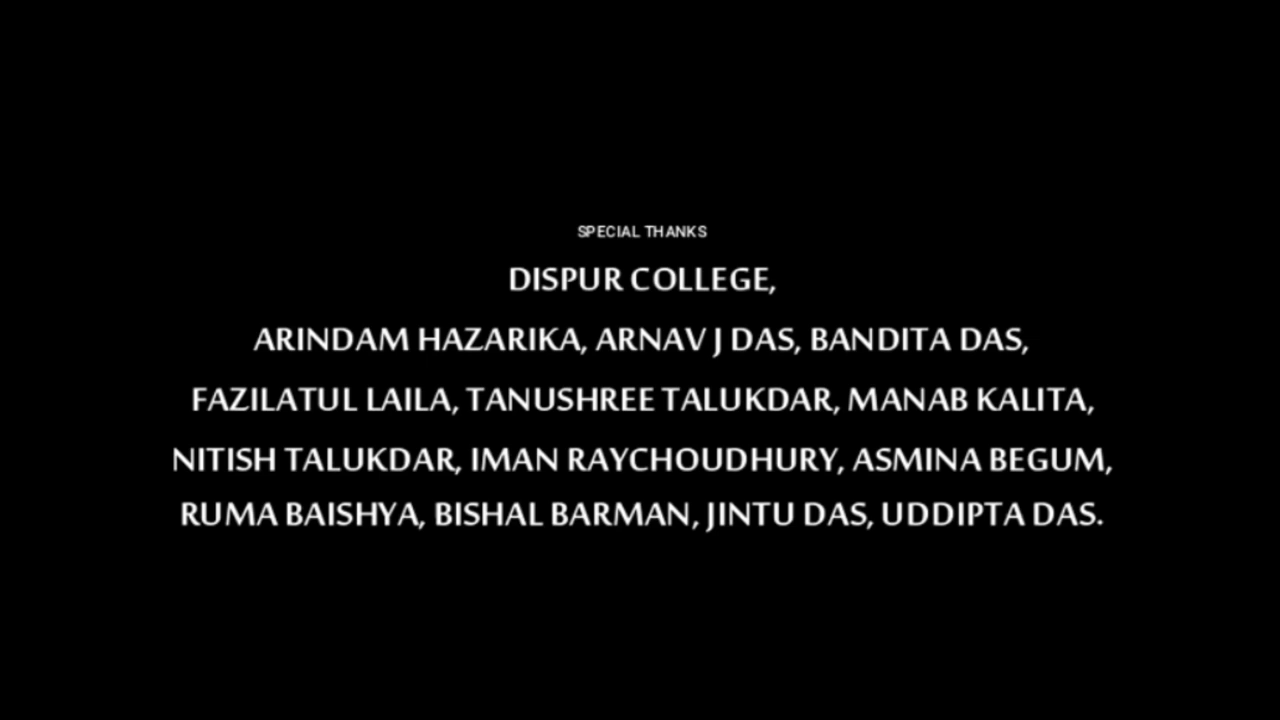 SPECIAL THANKS
DISPUR COLLEGE,
ARINDAM HAZARIKA, ARNAV J DAS, BANDITA DAS,
FAZILATUL LAILA, TANUSHREE TALUKDAR, MANAB KALITA,
NITISH TALUKDAR, IMAN RAYCHOUDHURY, ASMINA BEGUM,
RUMA BAISHYA, BISHAL BARMAN, JINTU DAS, UDDIPTA DAS.